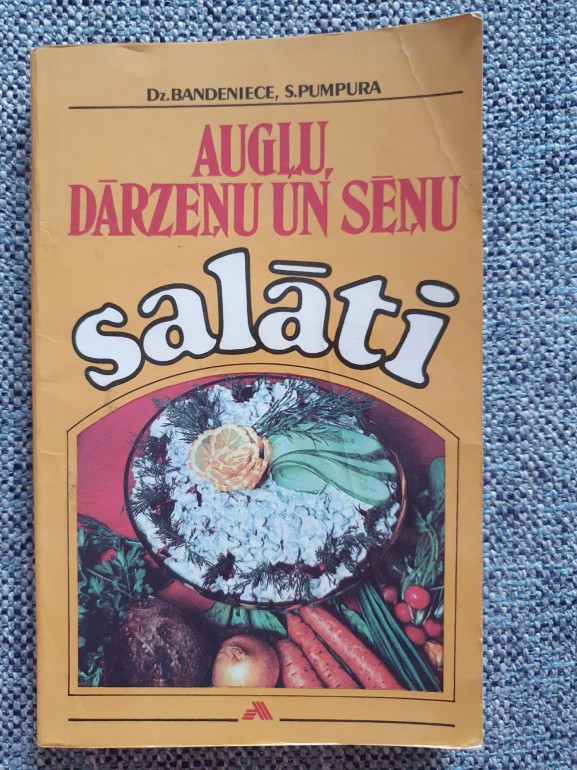 Dz.BANDENIECE, S.PUMPURA
AUGĻU,
DĀRZEŅU UN SĒŅU
salāti